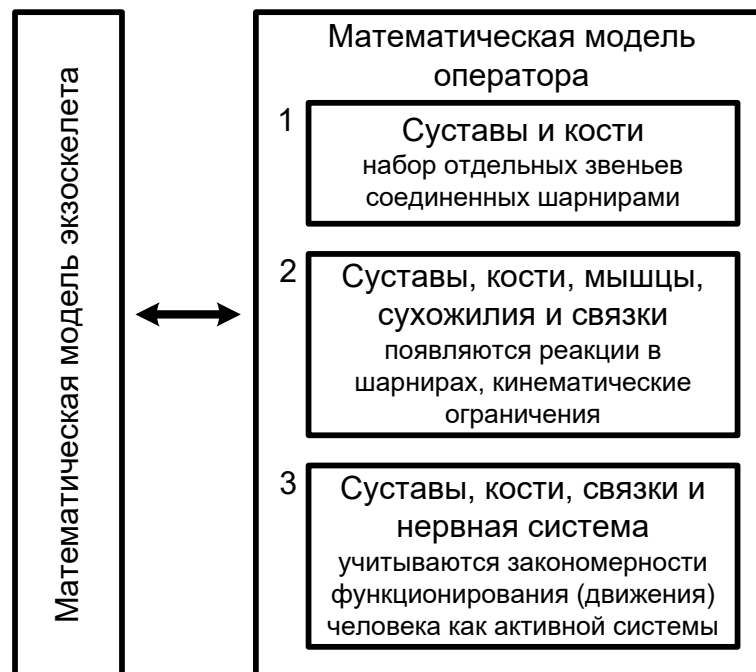 Математическая модель экзоскелета
Математическая модель
оператора
1
Суставы и кости
набор отдельных звеньев
соединенных шарнирами
2
Суставы, кости, мышцы,
сухожилия и связки
появляются реакции в
шарнирах, кинематические
ограничения
3
Суставы, кости, связки и
нервная система
учитываются закономерности
функционирования (движения)
человека как активной системы